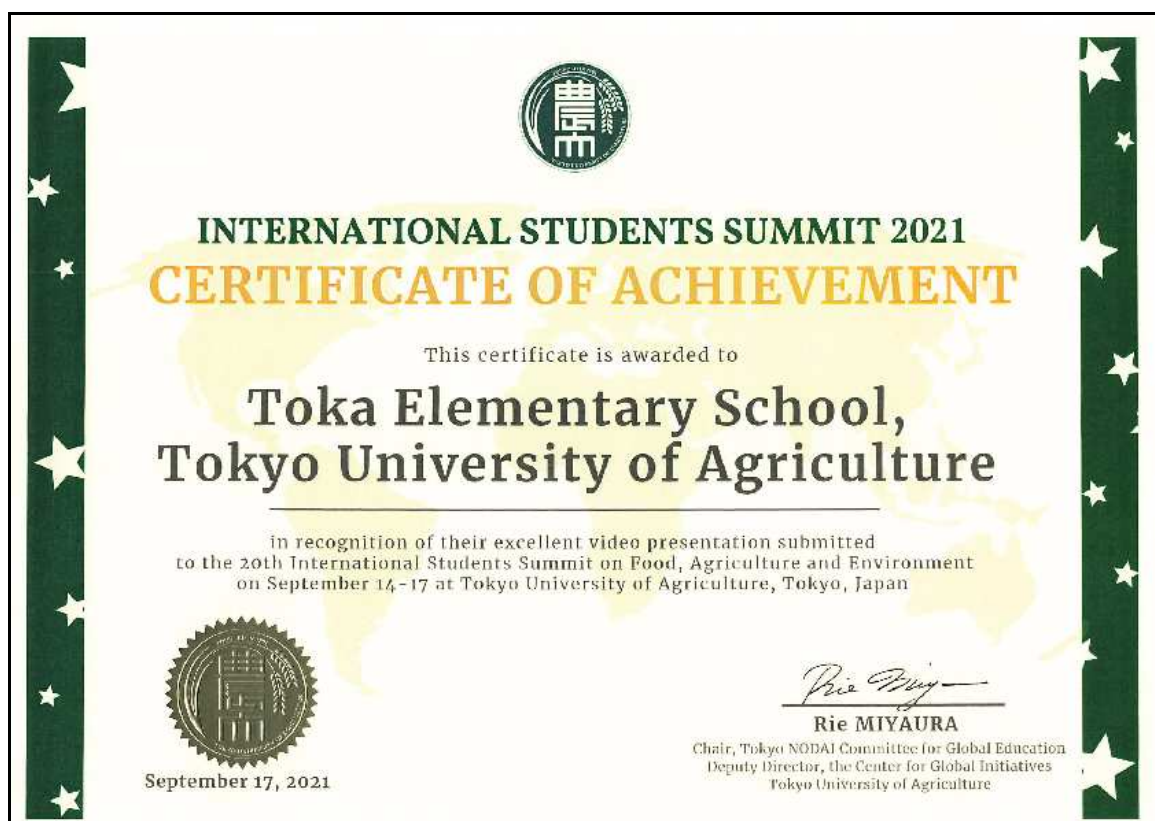 農大
INTERNATIONAL STUDENTS SUMMIT 2021
CERTIFICATE OF ACHIEVEMENT
This certificate is awarded to
Toka Elementary School,
Tokyo University of Agriculture
in recognition of their excellent video presentation submitted
to the 20th International Students Summit on Food, Agriculture and Environment
on September 14-17 at Tokyo University of Agriculture, Tokyo, Japan
September 17, 2021
Rie MIYAURA
Chair, Tokyo NODAI Committee for Global Education
Deputy Director, the Center for Global Initiatives
Tokyo University of Agriculture